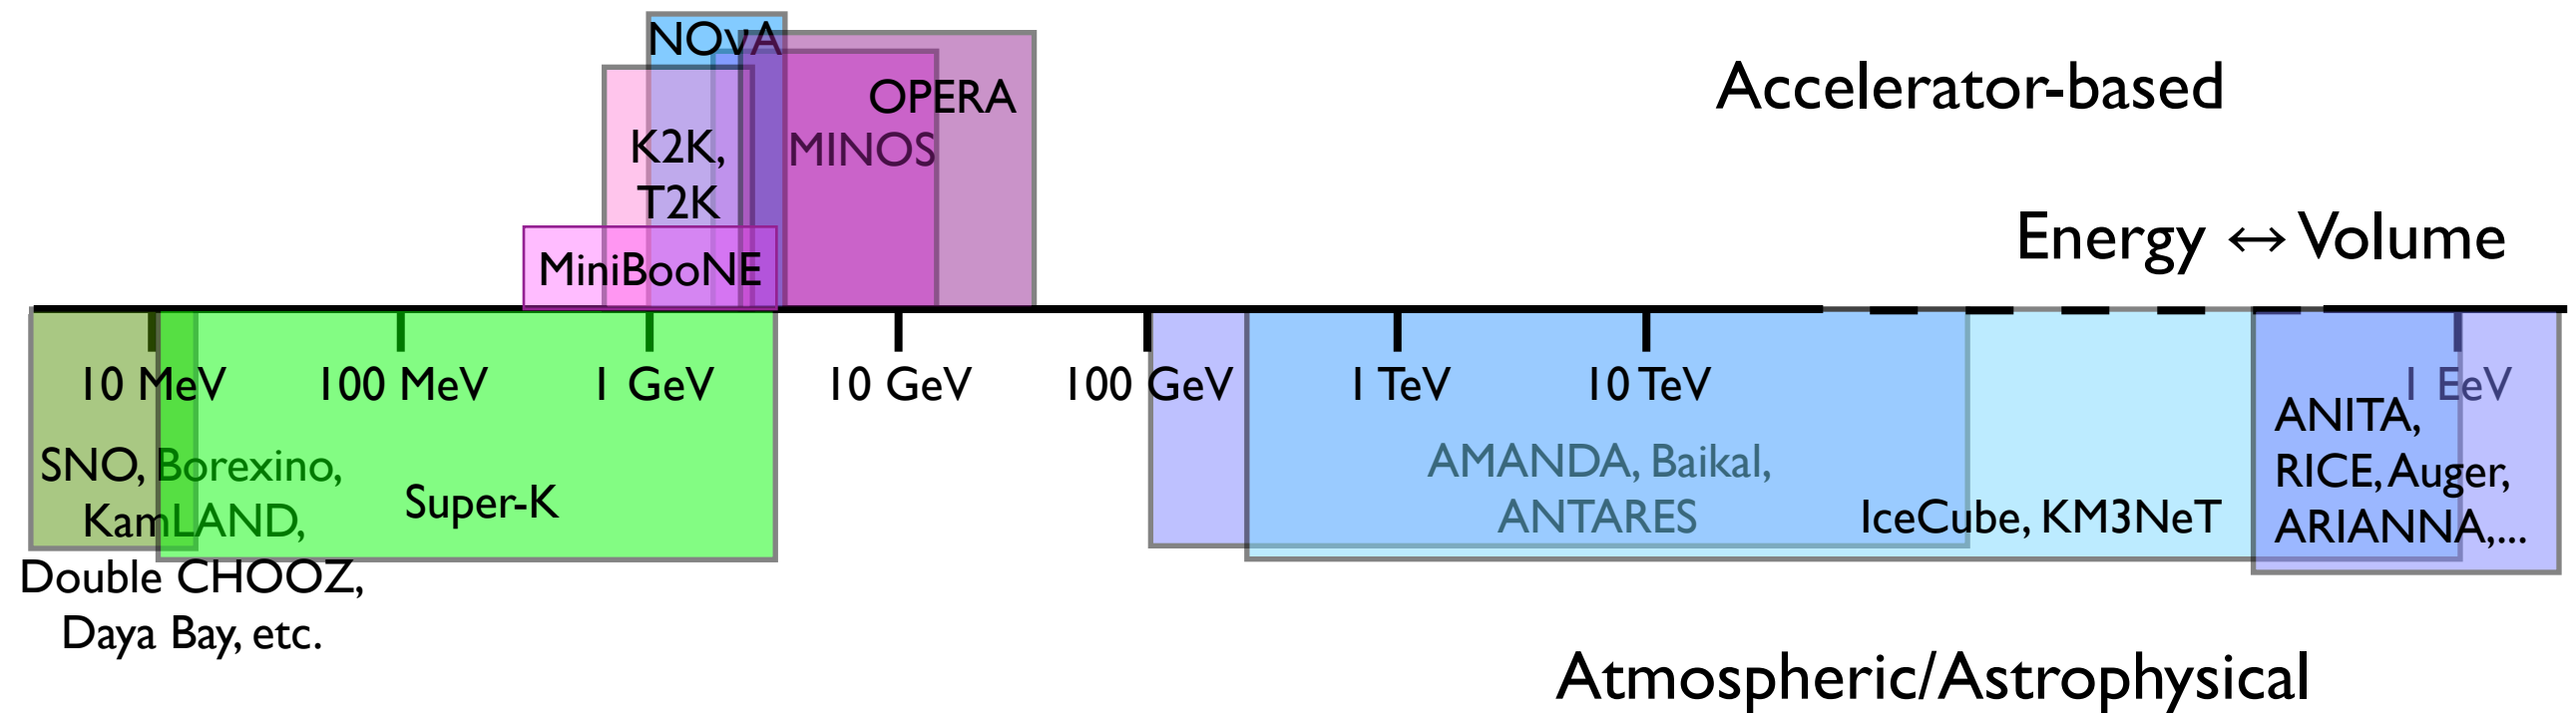 NOvA
OPERA
Accelerator-based
K2K,
T2K
MINOS
Energy ↔ Volume
MiniBooNE
10 MeV
100 MeV
1 GeV
10 GeV
100 GeV
1 TeV
10 TeV
1 EeV
SNO, Borexino,
KamLAND,
Double CHOOZ,
Daya Bay, etc.
Super-K
AMANDA, Baikal,
ANTARES
IceCube, KM3NeT
ANITA,
RICE, Auger,
ARIANNA,...
Atmospheric/Astrophysical